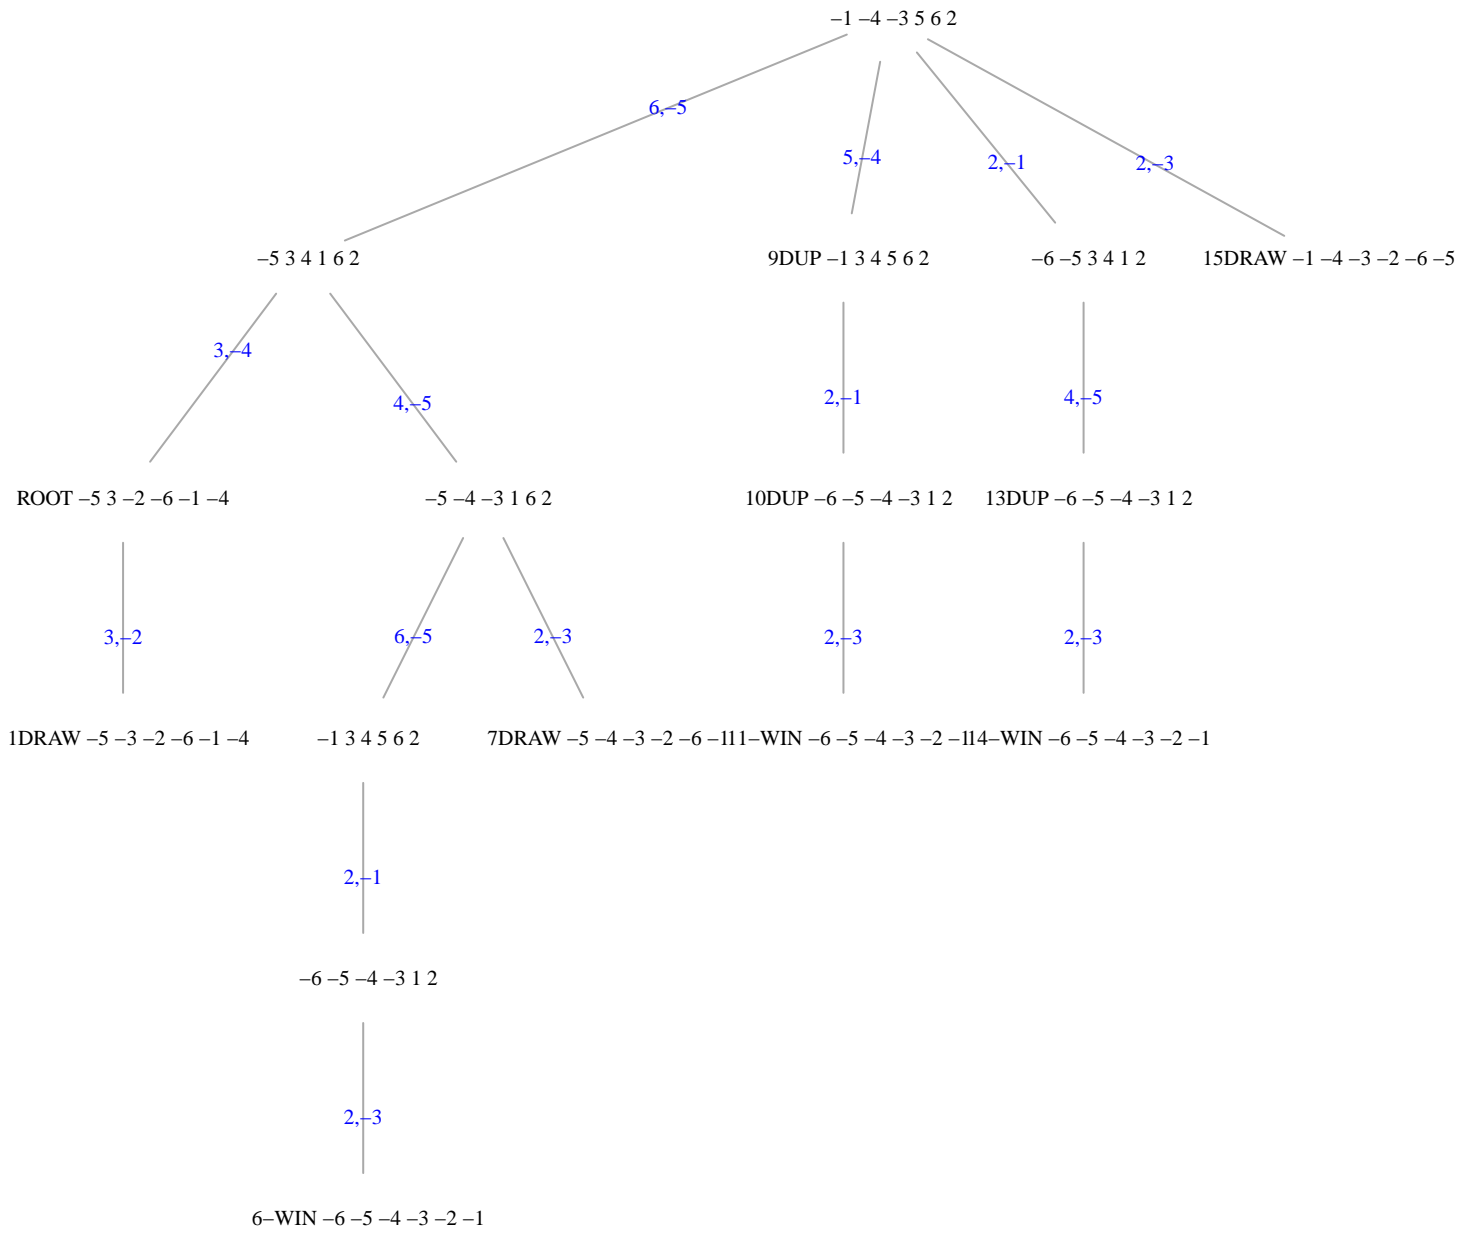 –1 –4 –3 5 6 2
6,–5
5,–4
2,–1
2,–3
–5 3 4 1 6 2
9DUP –1 3 4 5 6 2
–6 –5 3 4 1 2
15DRAW –1 –4 –3 –2 –6 –5
3,–4
4,–5
2,–1
4,–5
ROOT –5 3 –2 –6 –1 –4
–5 –4 –3 1 6 2
10DUP –6 –5 –4 –3 1 2
13DUP –6 –5 –4 –3 1 2
3,–2
6,–5
2,–3
2,–3
2,–3
1DRAW –5 –3 –2 –6 –1 –4
–1 3 4 5 6 2
7DRAW –5 –4 –3 –2 –6 –1
11–WIN –6 –5 –4 –3 –2 –1
14–WIN –6 –5 –4 –3 –2 –1
2,–1
–6 –5 –4 –3 1 2
2,–3
6–WIN –6 –5 –4 –3 –2 –1